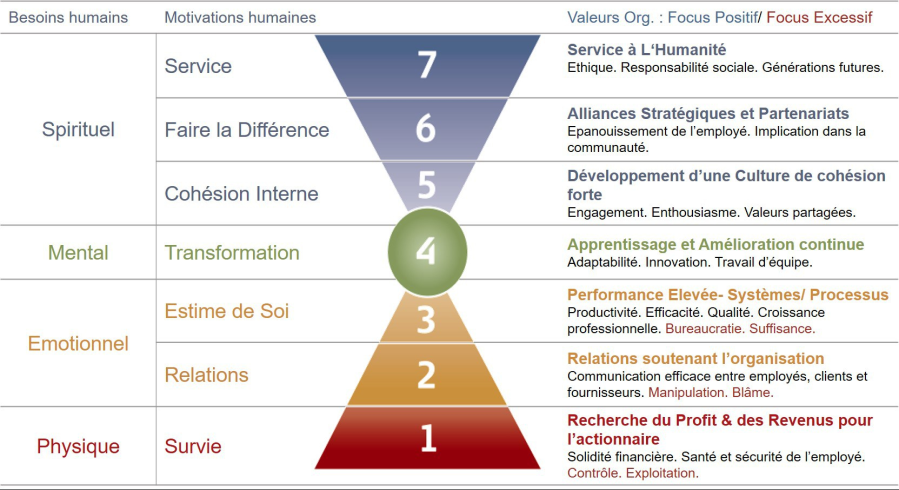 Besoins humains
Motivations humaines
Valeurs Org. : Focus Positif/ Focus Excessif
Spirituel
Service
7
Service à L‘Humanité
Ethique. Responsabilité sociale. Générations futures.
Faire la Différence
6
Alliances Stratégiques et Partenariats
Epanouissement de l’employé. Implication dans la
communauté.
Cohésion Interne
5
Développement d’une Culture de cohésion
forte
Engagement. Enthousiasme. Valeurs partagées.
Mental
Transformation
4
Apprentissage et Amélioration continue
Adaptabilité. Innovation. Travail d’équipe.
Emotionnel
Estime de Soi
3
Performance Elevée- Systèmes/ Processus
Productivité. Efficacité. Qualité. Croissance
professionnelle. Bureaucratie. Suffisance.
Relations
2
Relations soutenant l’organisation
Communication efficace entre employés, clients et
fournisseurs. Manipulation. Blâme.
Physique
Survie
1
Recherche du Profit & des Revenus pour
l’actionnaire
Solidité financière. Santé et sécurité de l’employé.
Contrôle. Exploitation.